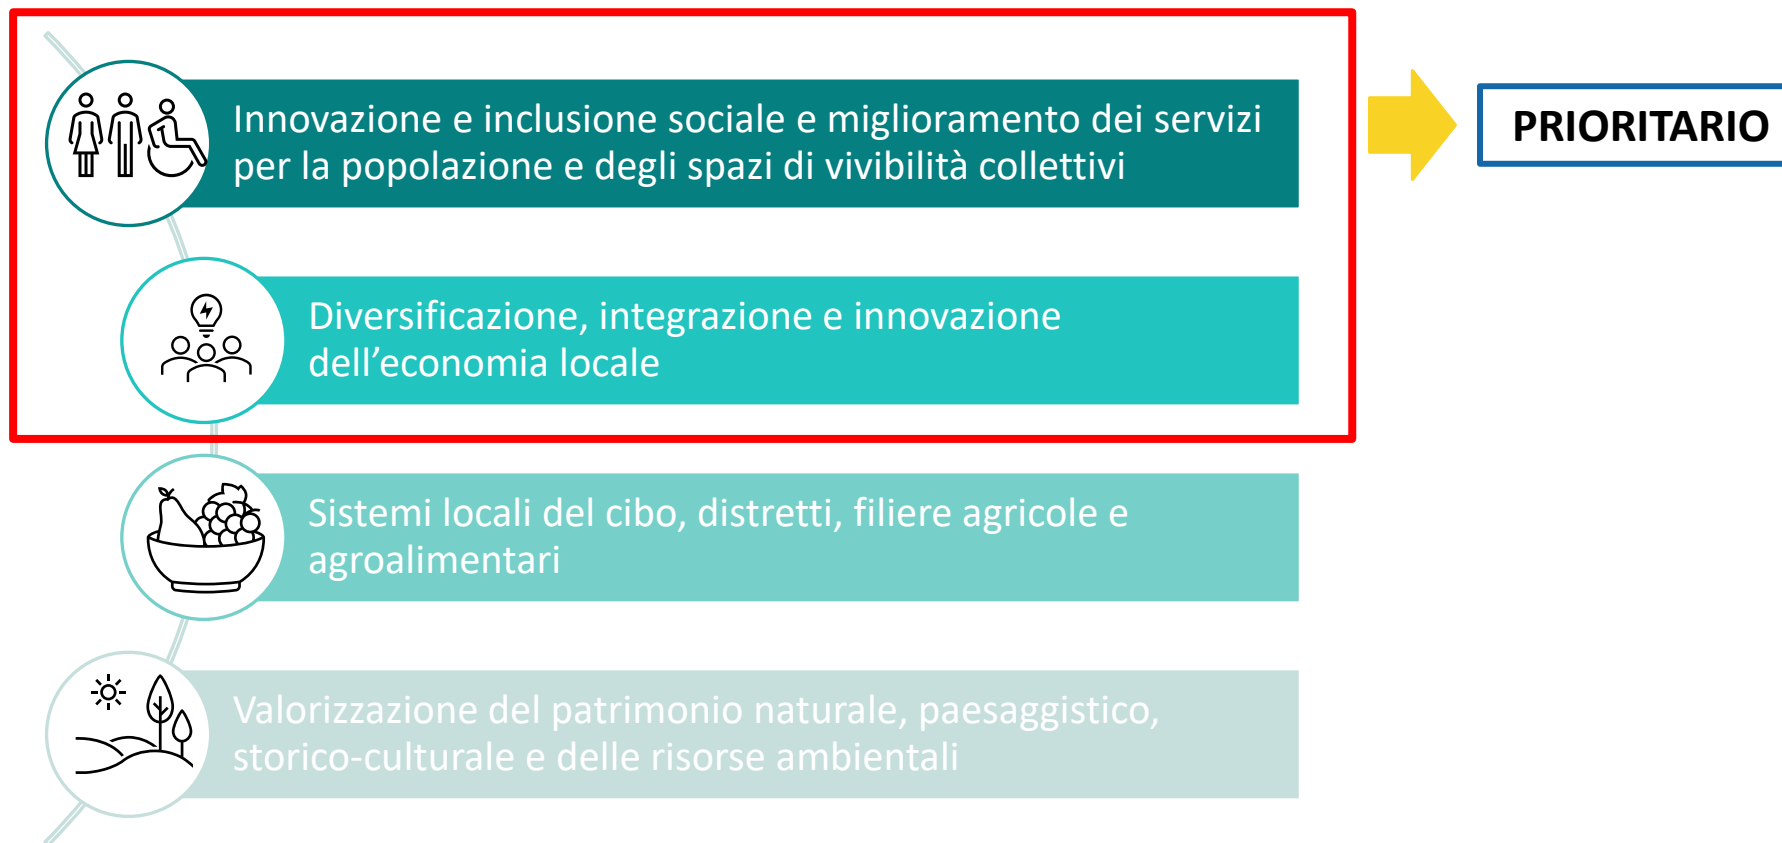 Innovazione e inclusione sociale e miglioramento dei servizi
per la popolazione e degli spazi di vivibilità collettivi
PRIORITARIO
Diversificazione, integrazione e innovazione
dell’economia locale
Sistemi locali del cibo, distretti, filiere agricole e
agroalimentari
Valorizzazione del patrimonio naturale, paesaggistico,
storico-culturale e delle risorse ambientali